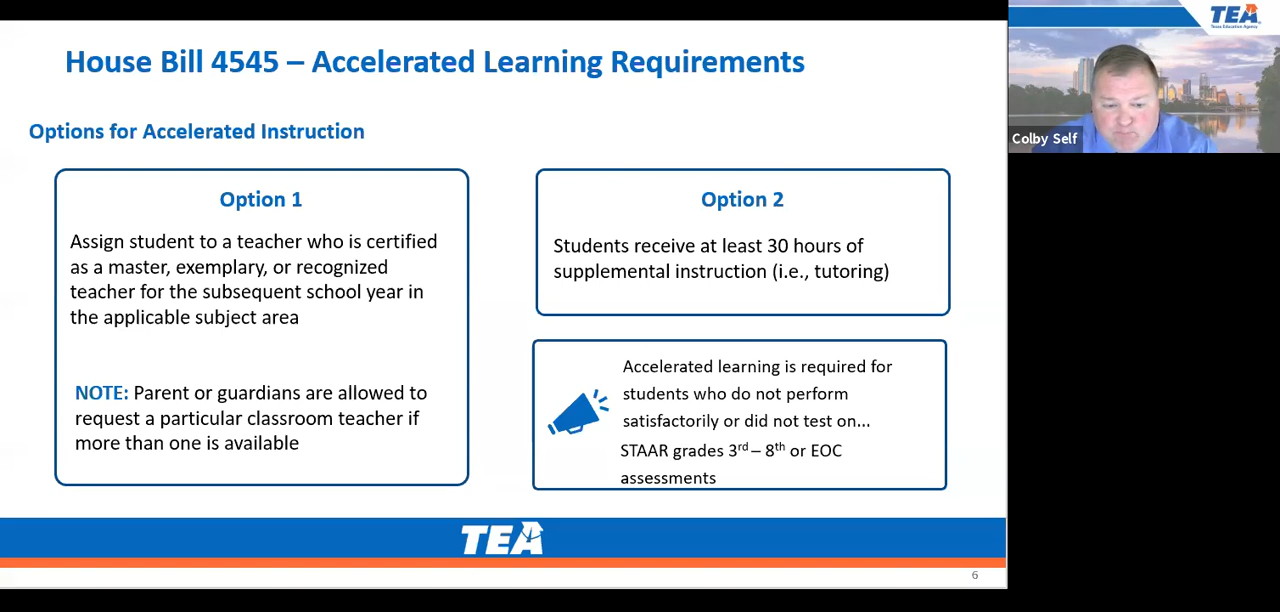 House Bill 4545 – Accelerated Learning Requirements
Options for Accelerated Instruction
Option 1
Assign student to a teacher who is certified
as a master, exemplary, or recognized
teacher for the subsequent school year in
the applicable subject area
NOTE: Parent or guardians are allowed to
request a particular classroom teacher if
more than one is available
Option 2
Students receive at least 30 hours of
supplemental instruction (i.e., tutoring)
Accelerated learning is required for
students who do not perform
satisfactorily or did not test on...
STAAR grades 3rd – 8th or EOC
assessments
TEA
6
TEA
Texas Education Agency
Colby Self